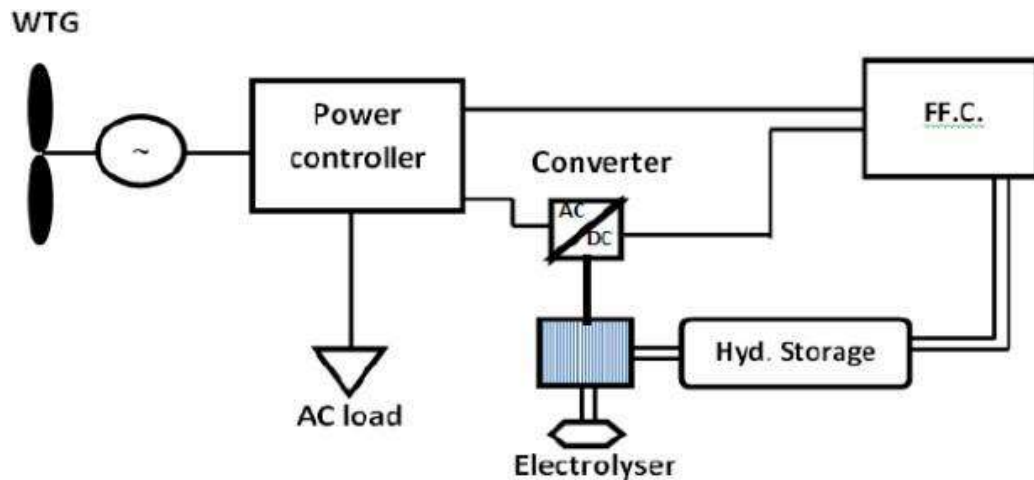 WTG
~
Power
controller
FF.C.
Converter
AC
DC
Hyd. Storage
AC load
Electrolyser